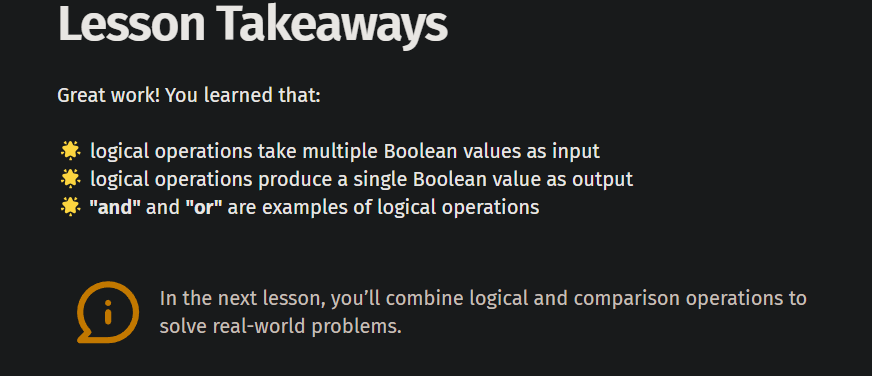 Lesson Takeaways
Great work! You learned that:
🌟 logical operations take multiple Boolean values as input
🌟 logical operations produce a single Boolean value as output
🌟 "and" and "or" are examples of logical operations
In the next lesson, you’ll combine logical and comparison operations to
solve real-world problems.